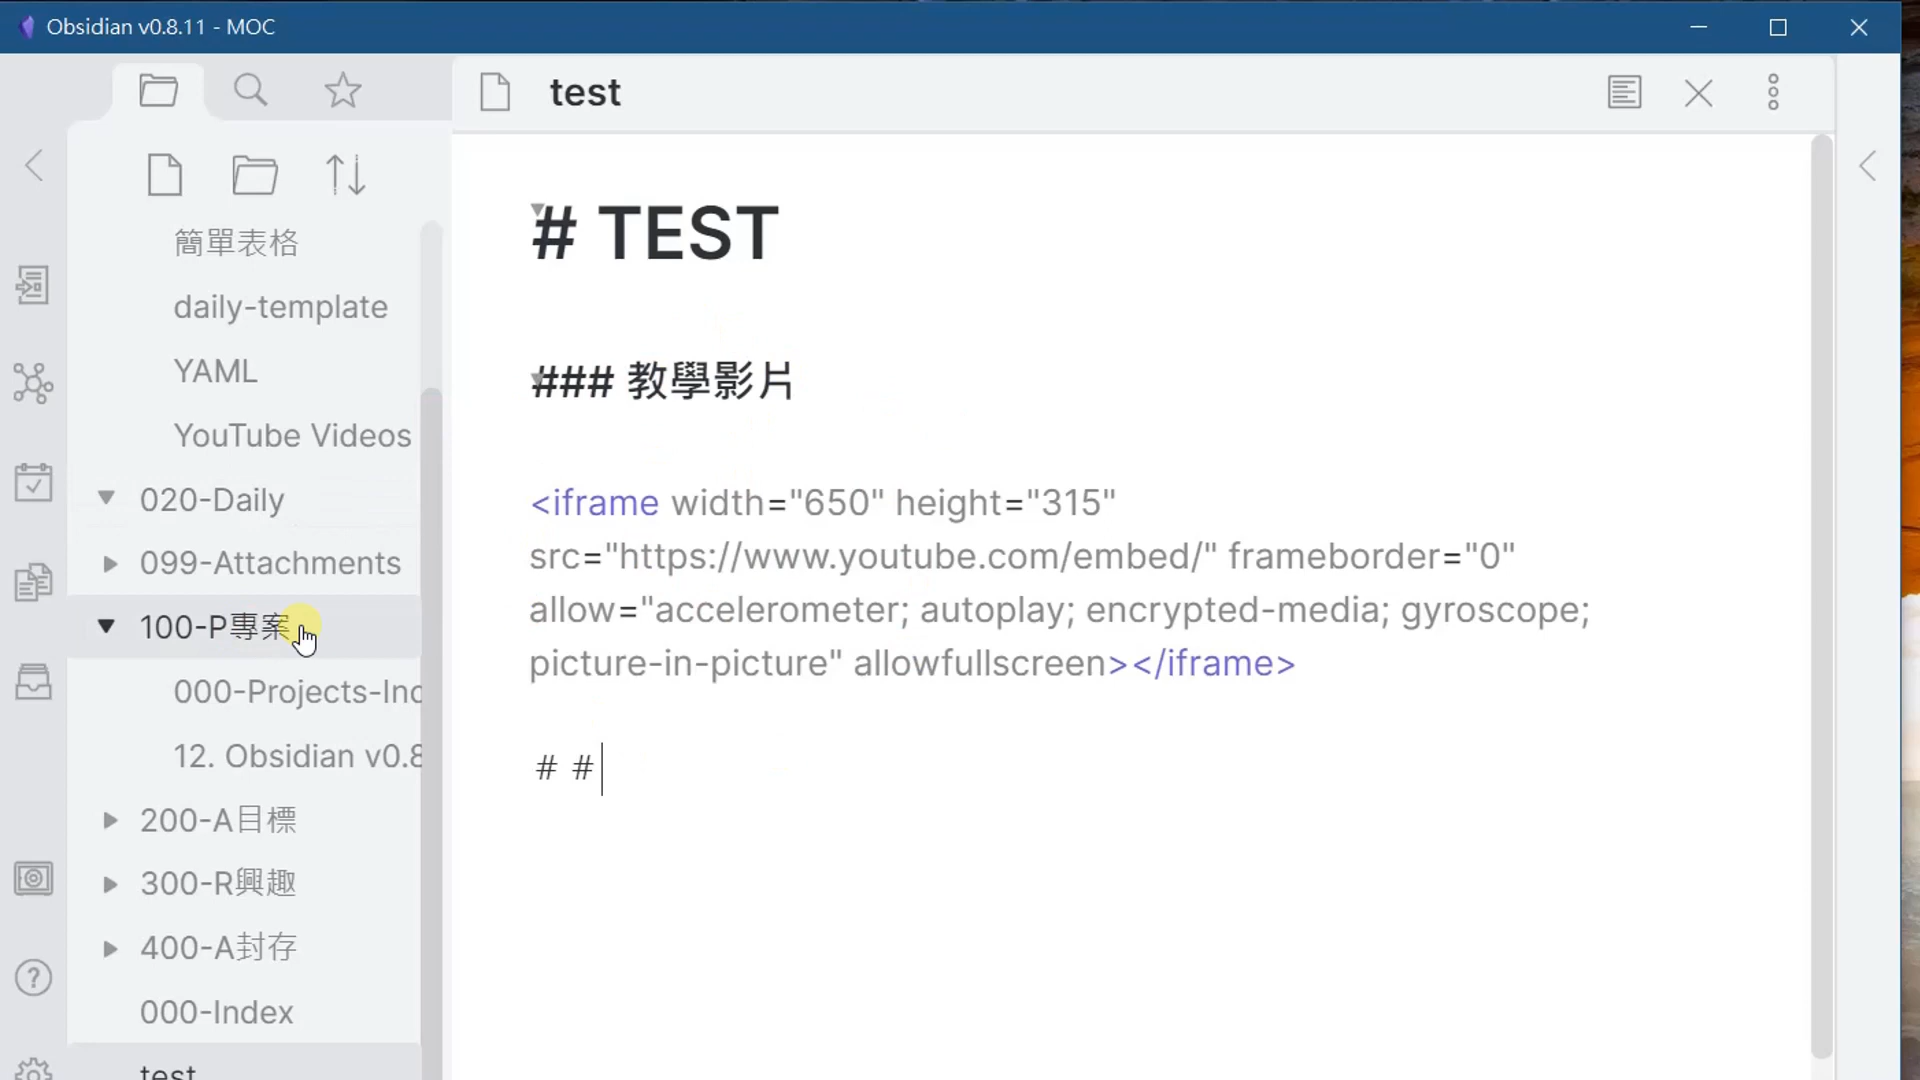 Obsidian v0.8.11 - MOC
test
簡單表格
daily-template
YAML
YouTube Videos
020-Daily
099-Attachments
100-P專案
000-Projects-Inc
12. Obsidian v0.8
200-A目標
300-R興趣
400-A封存
000-Index
test
# TEST
### 教學影片
<iframe width="650" height="315"
src="https://www.youtube.com/embed/" frameborder="0"
allow="accelerometer; autoplay; encrypted-media; gyroscope;
picture-in-picture" allowfullscreen></iframe>
# #